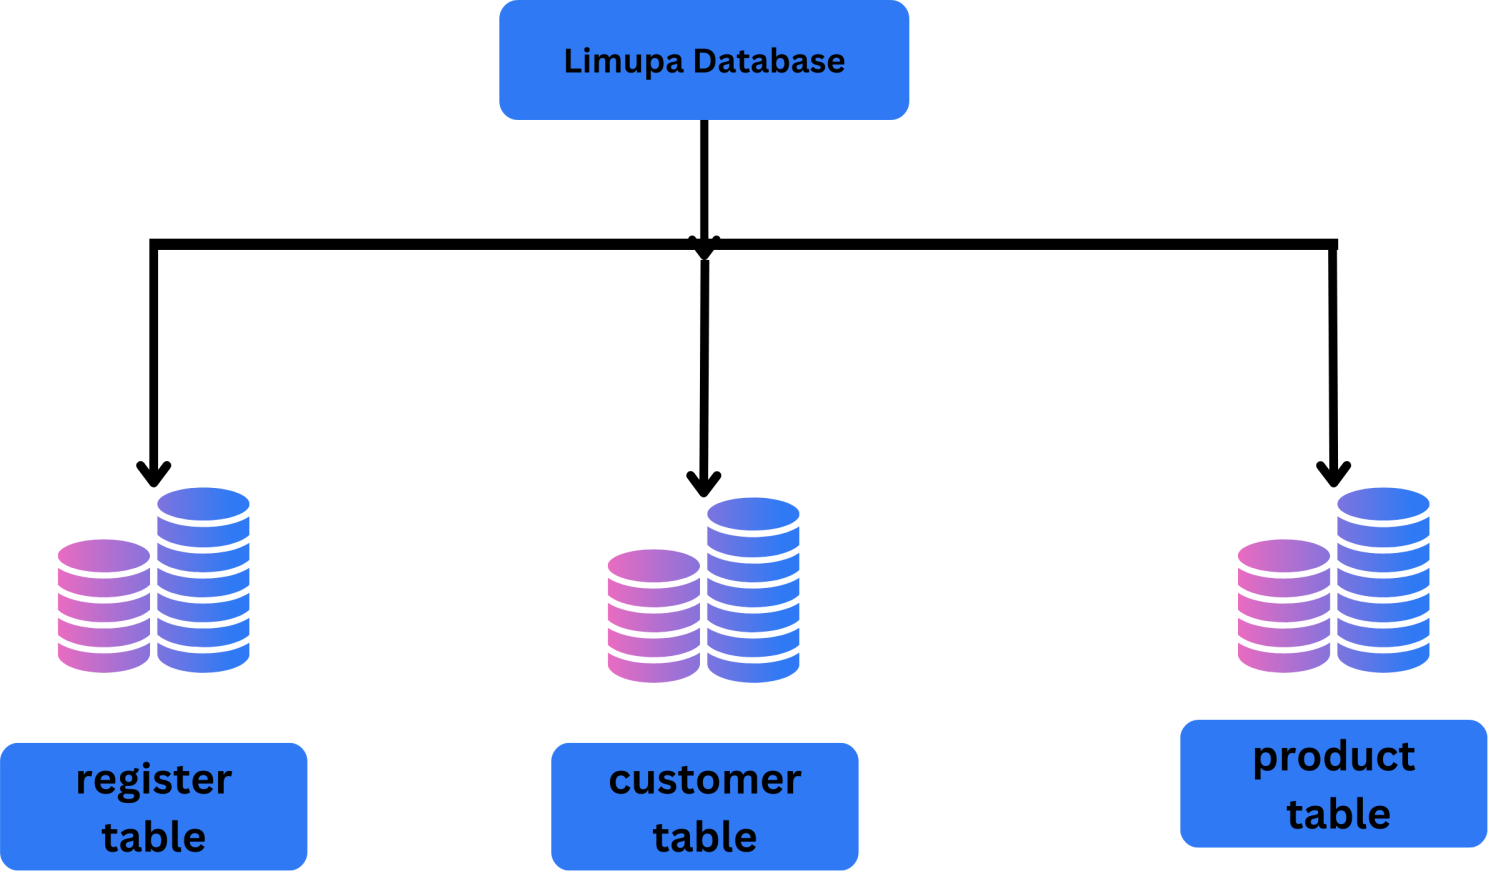 Limupa Database
register
table
customer
table
product
table